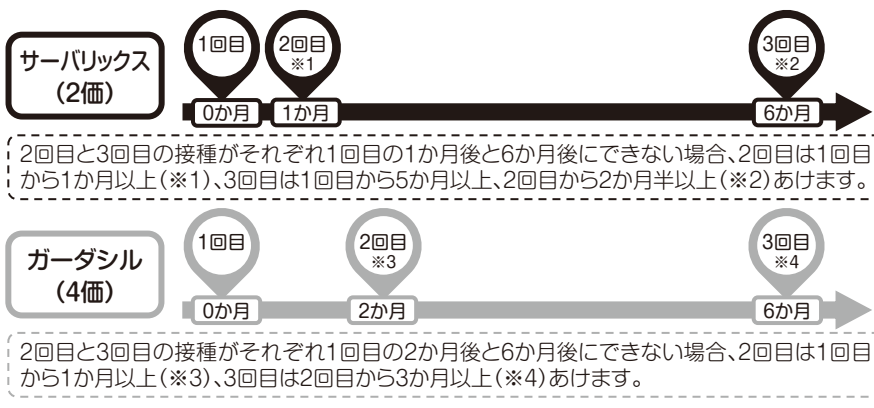 サーバリックス
(2価)
1回目
2回目
※1
3回目
※2
0か月
1か月
6か月
2回目と3回目の接種がそれぞれ1回目の1か月後と6か月後にできない場合、2回目は1回目
から1か月以上(※1)、3回目は1回目から5か月以上、2回目から2か月半以上(※2)あけます。
ガーダシル
(4価)
1回目
2回目
※3
3回目
※4
0か月
2か月
6か月
2回目と3回目の接種がそれぞれ1回目の2か月後と6か月後にできない場合、2回目は1回目
から1か月以上(※3)、3回目は2回目から3か月以上(※4)あけます。